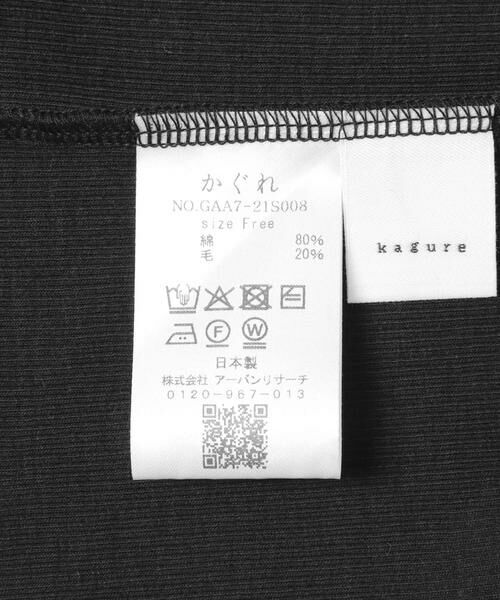 かぐれ
NO.GAA7-21S008
size Free
綿 80%
毛 20%
F W
日本製
株式会社 アーバンリサーチ
0120-967-013
kagure